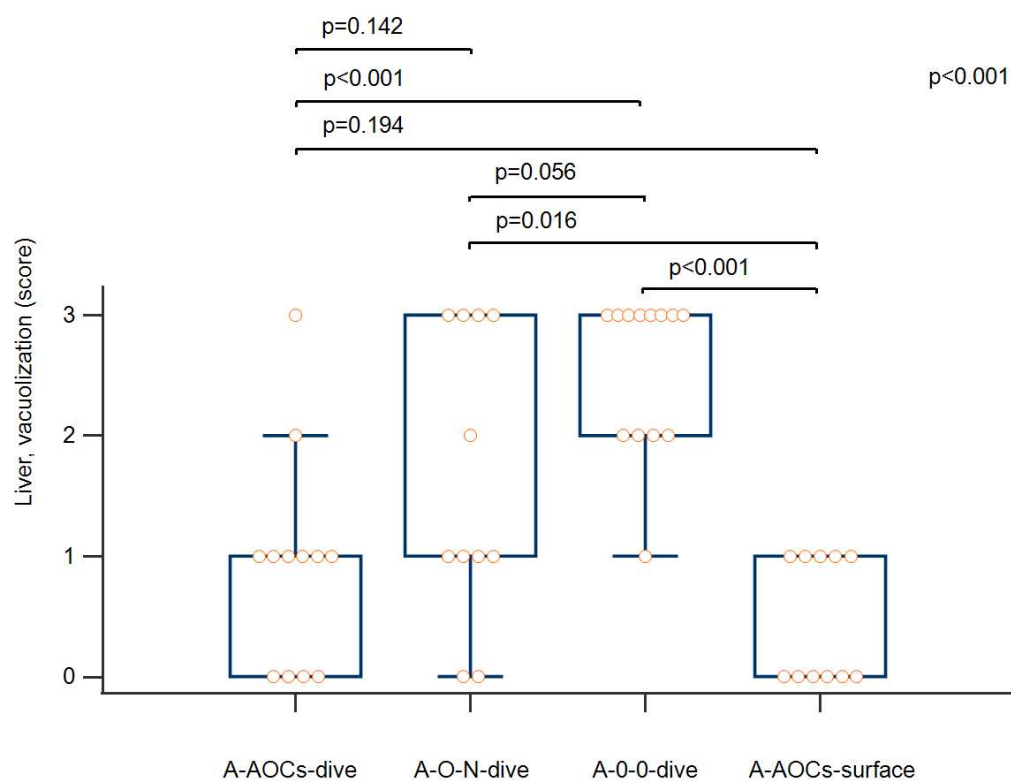 p=0.142
p<0.001
p<0.001
p=0.194
p=0.056
p=0.016
p<0.001
Liver, vacuolization (score)
3
2
1
0
A-AOCs-dive
A-O-N-dive
A-0-0-dive
A-AOCs-surface